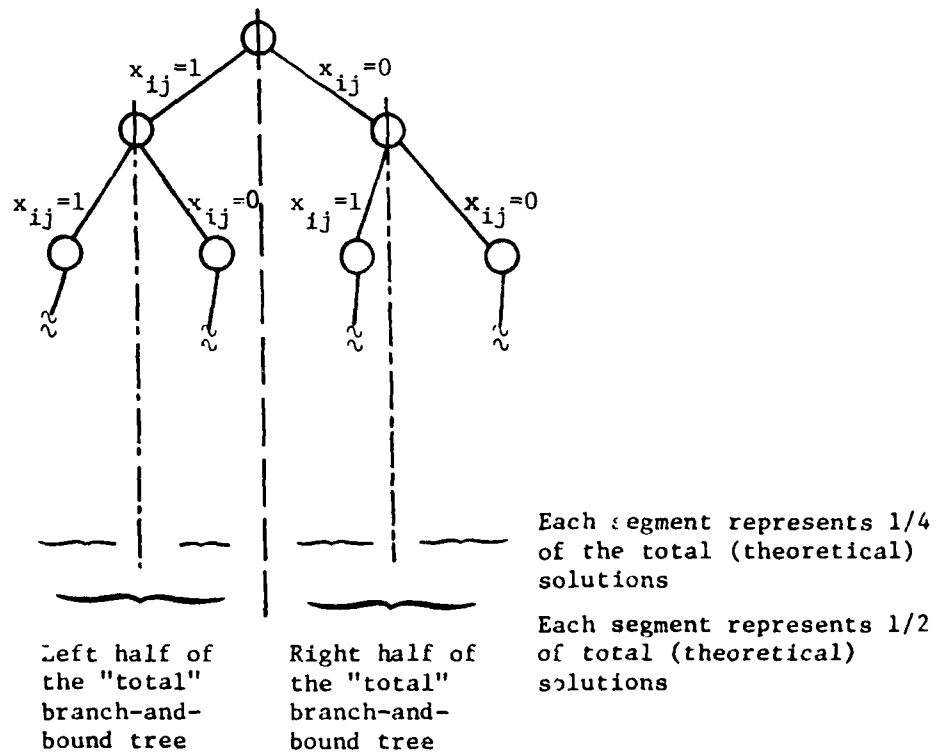 x_ij=1
x_ij=0
x_ij=1
x_ij=0
x_ij=1
x_ij=0
Each segment represents 1/4
of the total (theoretical)
solutions
Each segment represents 1/2
of total (theoretical)
solutions
Left half of
the "total"
branch-and-
bound tree
Right half of
the "total"
branch-and-
bound tree